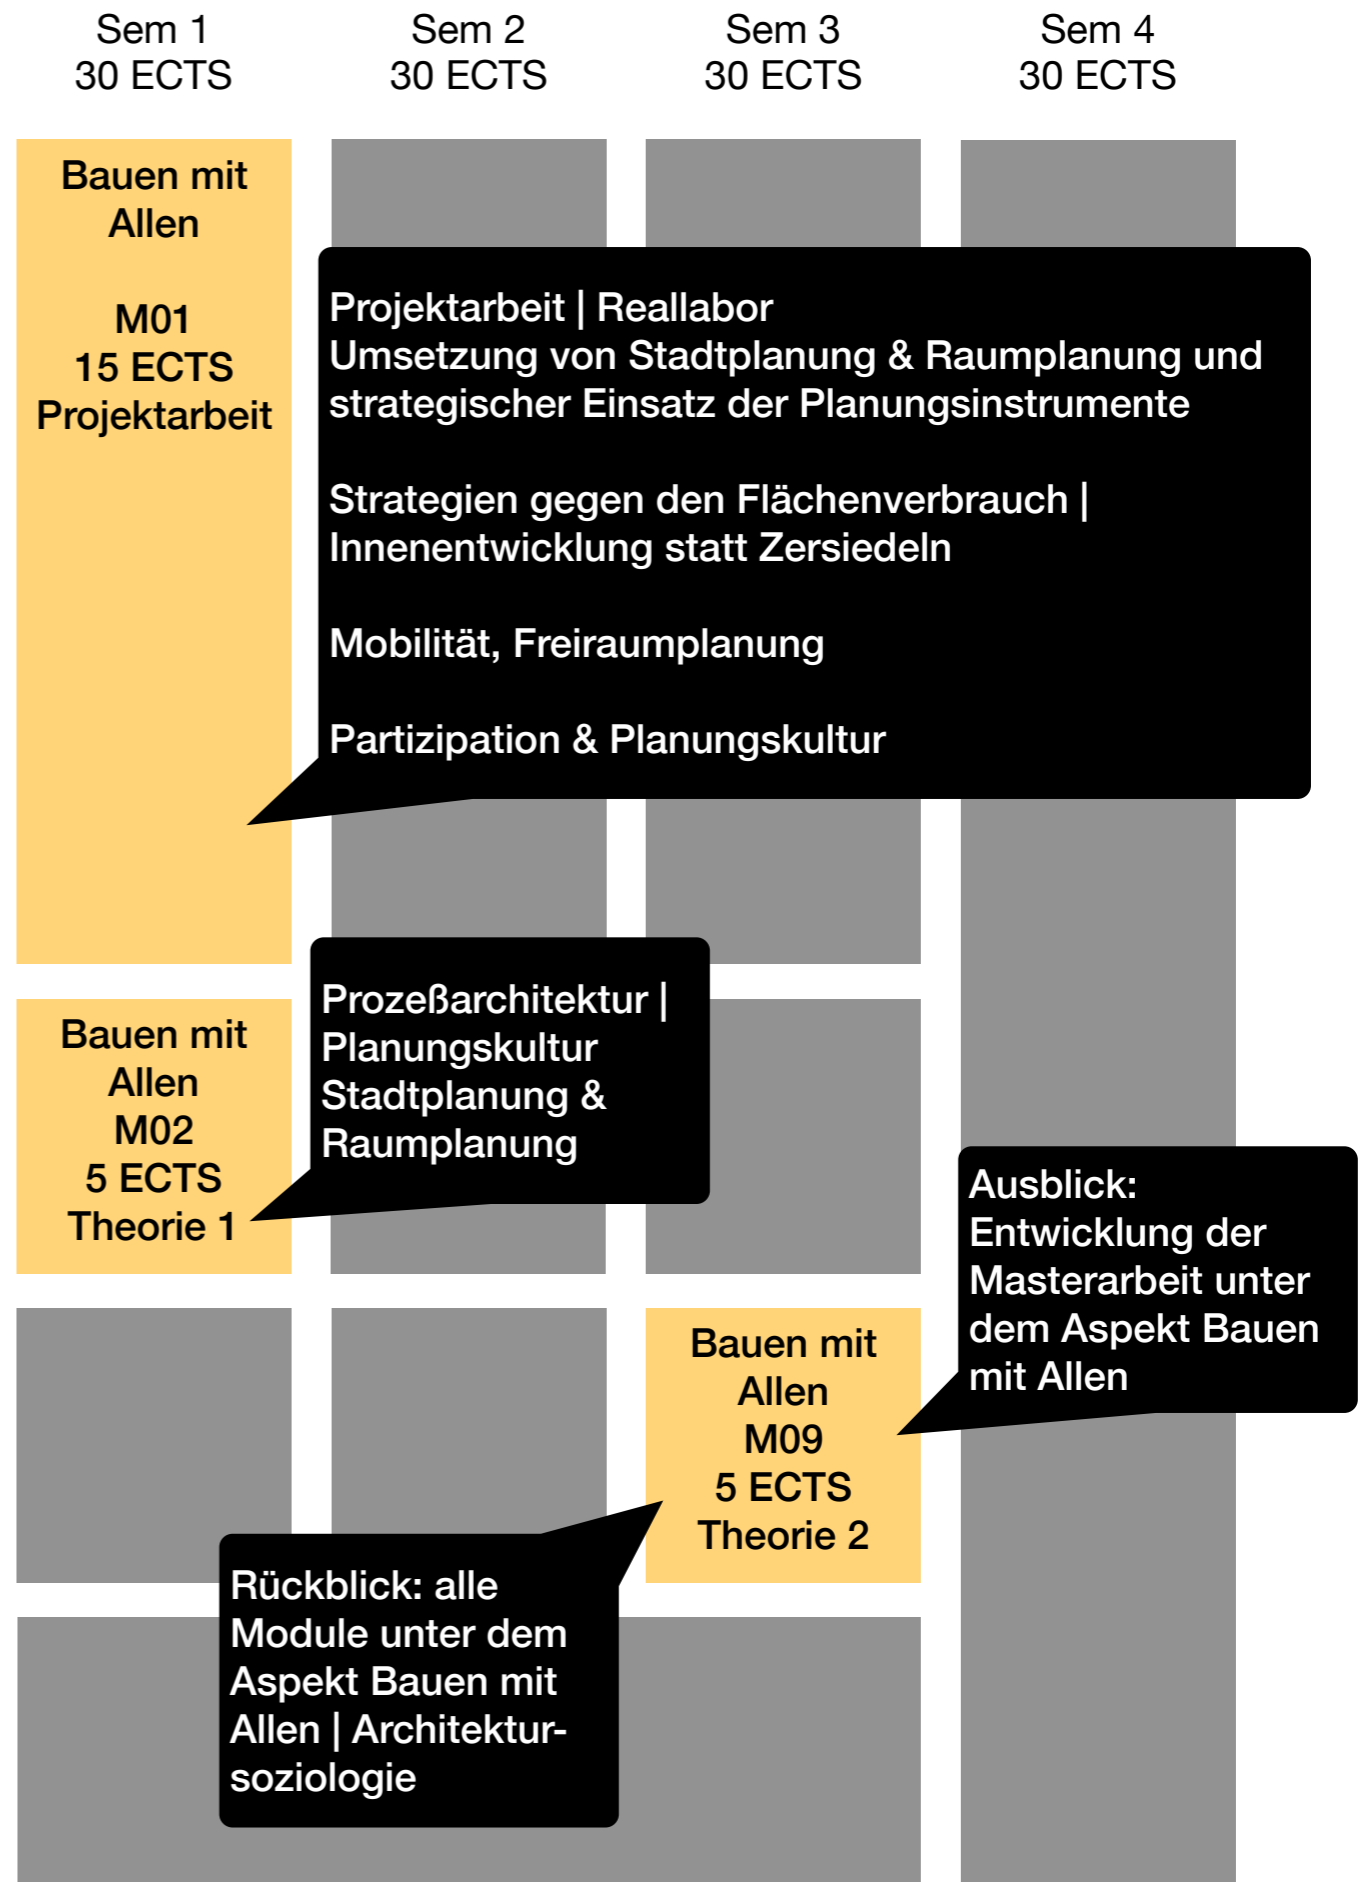 Sem 1
30 ECTS
Sem 2
30 ECTS
Sem 3
30 ECTS
Sem 4
30 ECTS
Bauen mit
Allen
M01
15 ECTS
Projektarbeit
Projektarbeit | Reallabor
Umsetzung von Stadtplanung & Raumplanung und
strategischer Einsatz der Planungsinstrumente
Strategien gegen den Flächenverbrauch |
Innenentwicklung statt Zersiedeln
Mobilität, Freiraumplanung
Partizipation & Planungskultur
Bauen mit
Allen
M02
5 ECTS
Theorie 1
Prozeßarchitektur |
Planungskultur
Stadtplanung &
Raumplanung
Bauen mit
Allen
M09
5 ECTS
Theorie 2
Ausblick:
Entwicklung der
Masterarbeit unter
dem Aspekt Bauen
mit Allen
Rückblick: alle
Module unter dem
Aspekt Bauen mit
Allen | Architektur-
soziologie